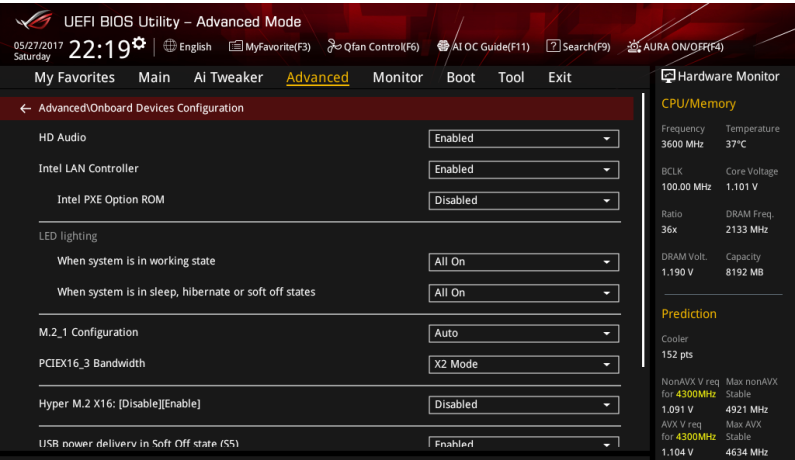 UEFI BIOS Utility – Advanced Mode
05/27/2017 22:19 English MyFavorite(F3) Qfan Control(F6) AI OC Guide(F11) ? Search(F9) AURA ON/OFF(F4)
Saturday
My Favorites Main Ai Tweaker Advanced Monitor Boot Tool Exit Hardware Monitor
← Advanced\Onboard Devices Configuration
HD Audio Enabled
Intel LAN Controller Enabled
Intel PXE Option ROM Disabled
LED lighting
When system is in working state All On
When system is in sleep, hibernate or soft off states All On
M.2_1 Configuration Auto
PCIEX16_3 Bandwidth X2 Mode
Hyper M.2 X16: [Disable][Enable] Disabled
USB power delivery in Soft Off state (S5) Enabled
CPU/Memory
Frequency Temperature
3600 MHz 37°C
BCLK Core Voltage
100.00 MHz 1.101 V
Ratio DRAM Freq.
36x 2133 MHz
DRAM Volt. Capacity
1.190 V 8192 MB
Prediction
Cooler
152 pts
NonAVX V req Max nonAVX
for 4300MHz Stable
1.091 V 4921 MHz
AVX V req Max AVX
for 4300MHz Stable
1.104 V 4634 MHz